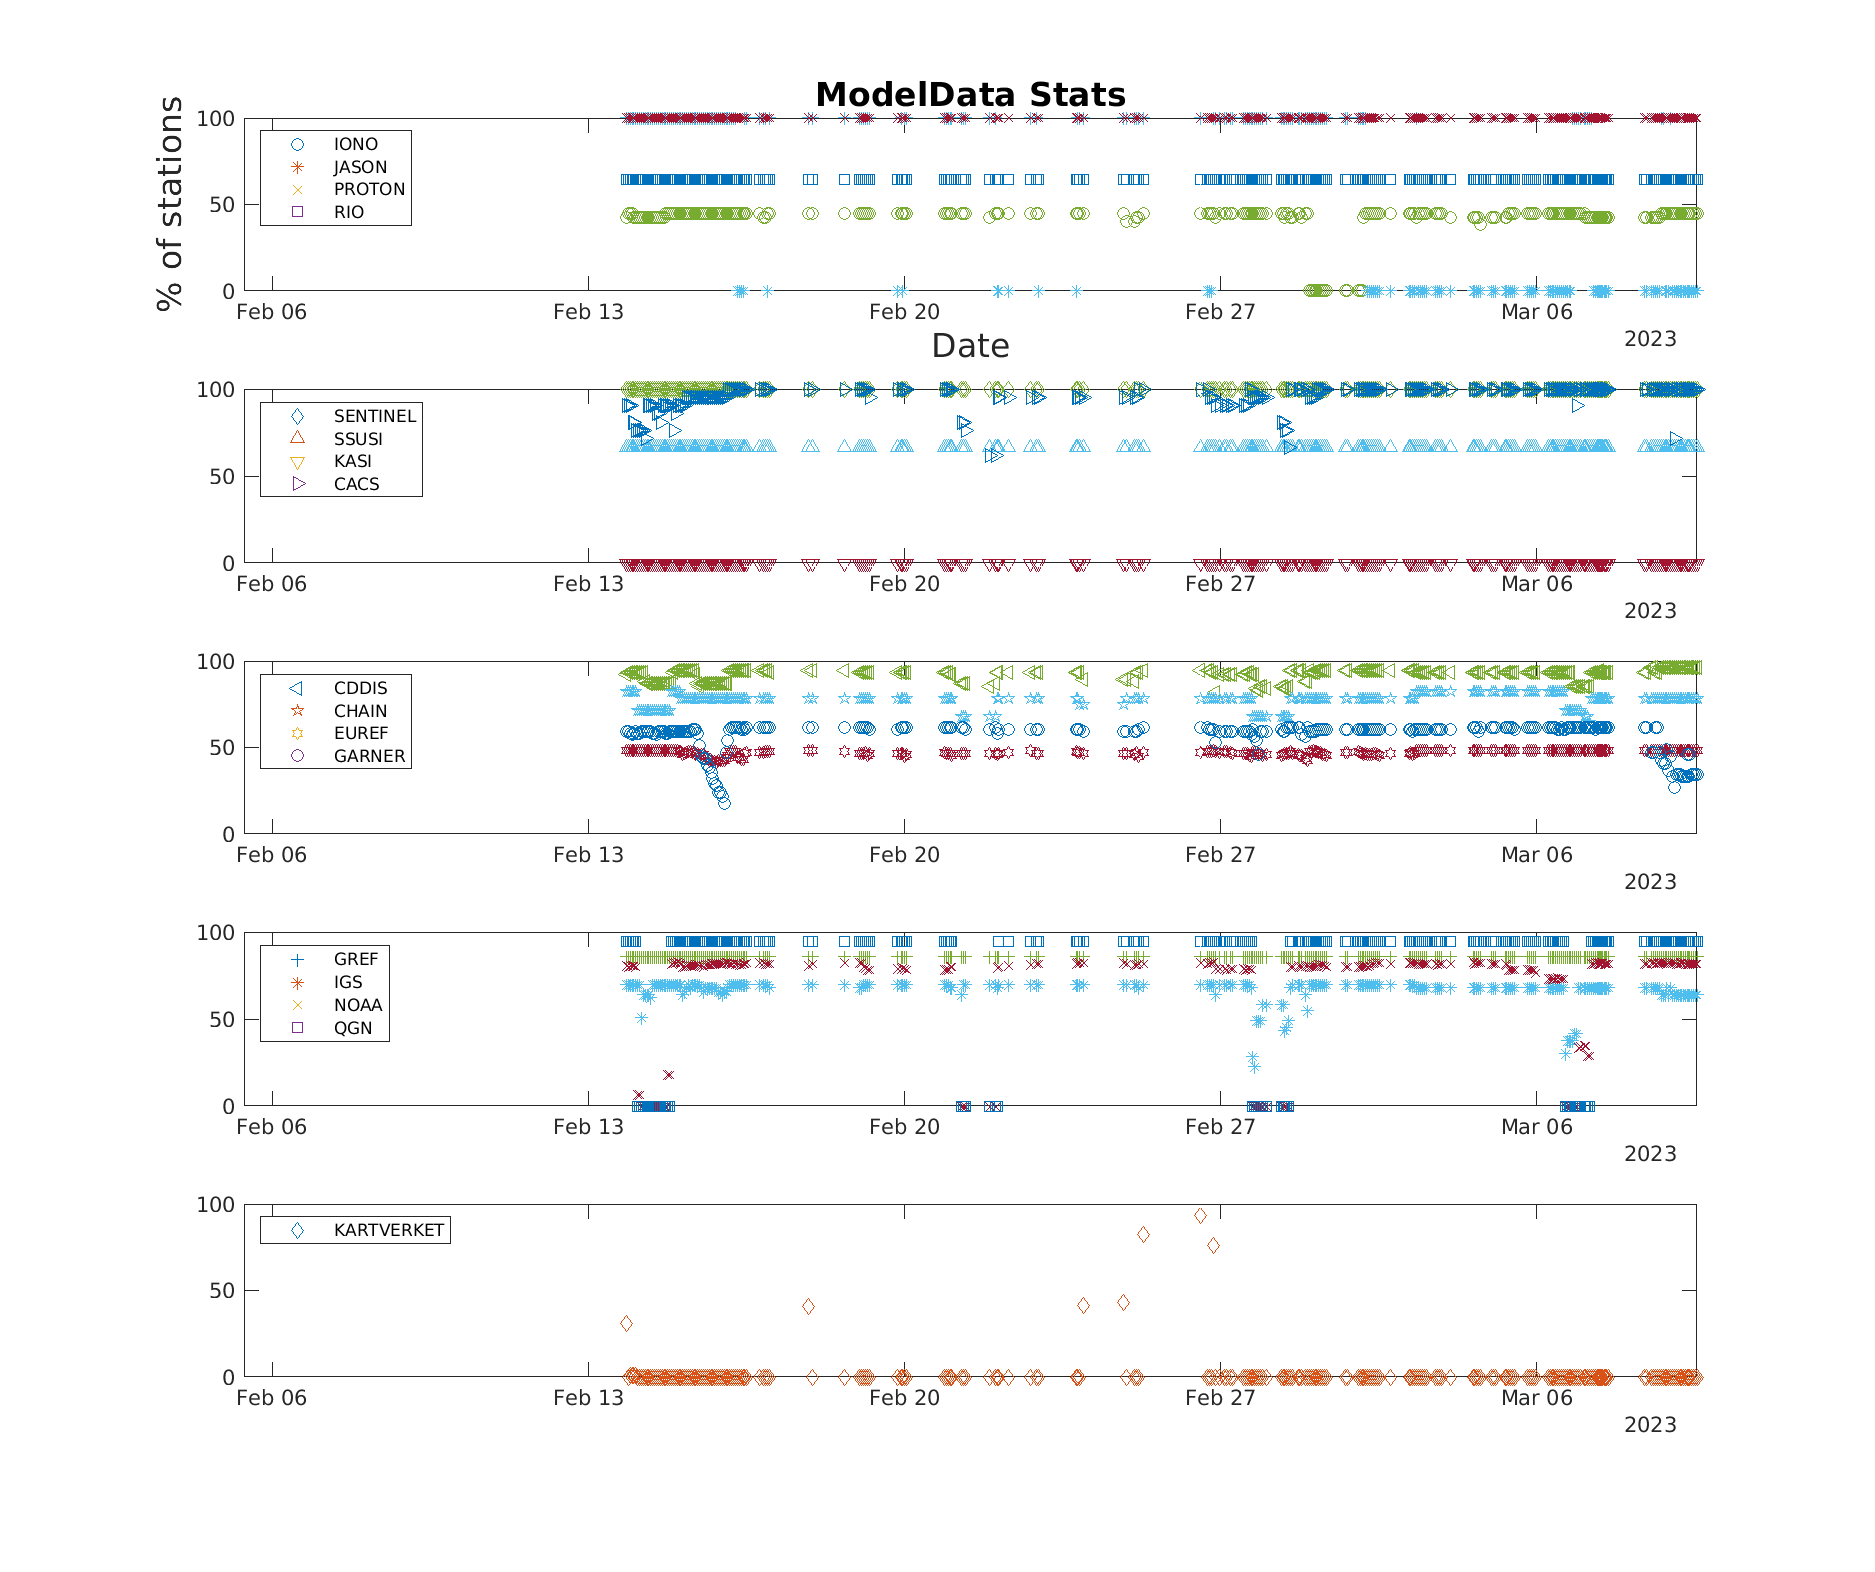 ModelData Stats
% of stations
100
50
0
IONO
JASON
PROTON
RIO
Feb 06 Feb 13 Feb 20 Feb 27 Mar 06
2023
Date
100
50
0
SENTINEL
SSUSI
KASI
CACS
Feb 06 Feb 13 Feb 20 Feb 27 Mar 06
2023
100
50
0
CDDIS
CHAIN
EUREF
GARNER
Feb 06 Feb 13 Feb 20 Feb 27 Mar 06
2023
100
50
0
GREF
IGS
NOAA
QGN
Feb 06 Feb 13 Feb 20 Feb 27 Mar 06
2023
100
50
0
KARTVERKET
Feb 06 Feb 13 Feb 20 Feb 27 Mar 06
2023